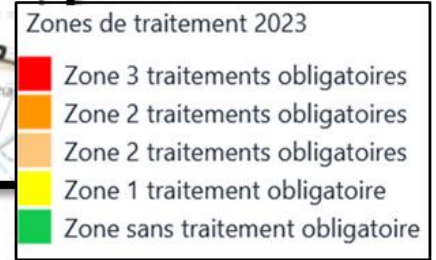 Zones de traitement 2023
Zone 3 traitements obligatoires
Zone 2 traitements obligatoires
Zone 2 traitements obligatoires
Zone 1 traitement obligatoire
Zone sans traitement obligatoire